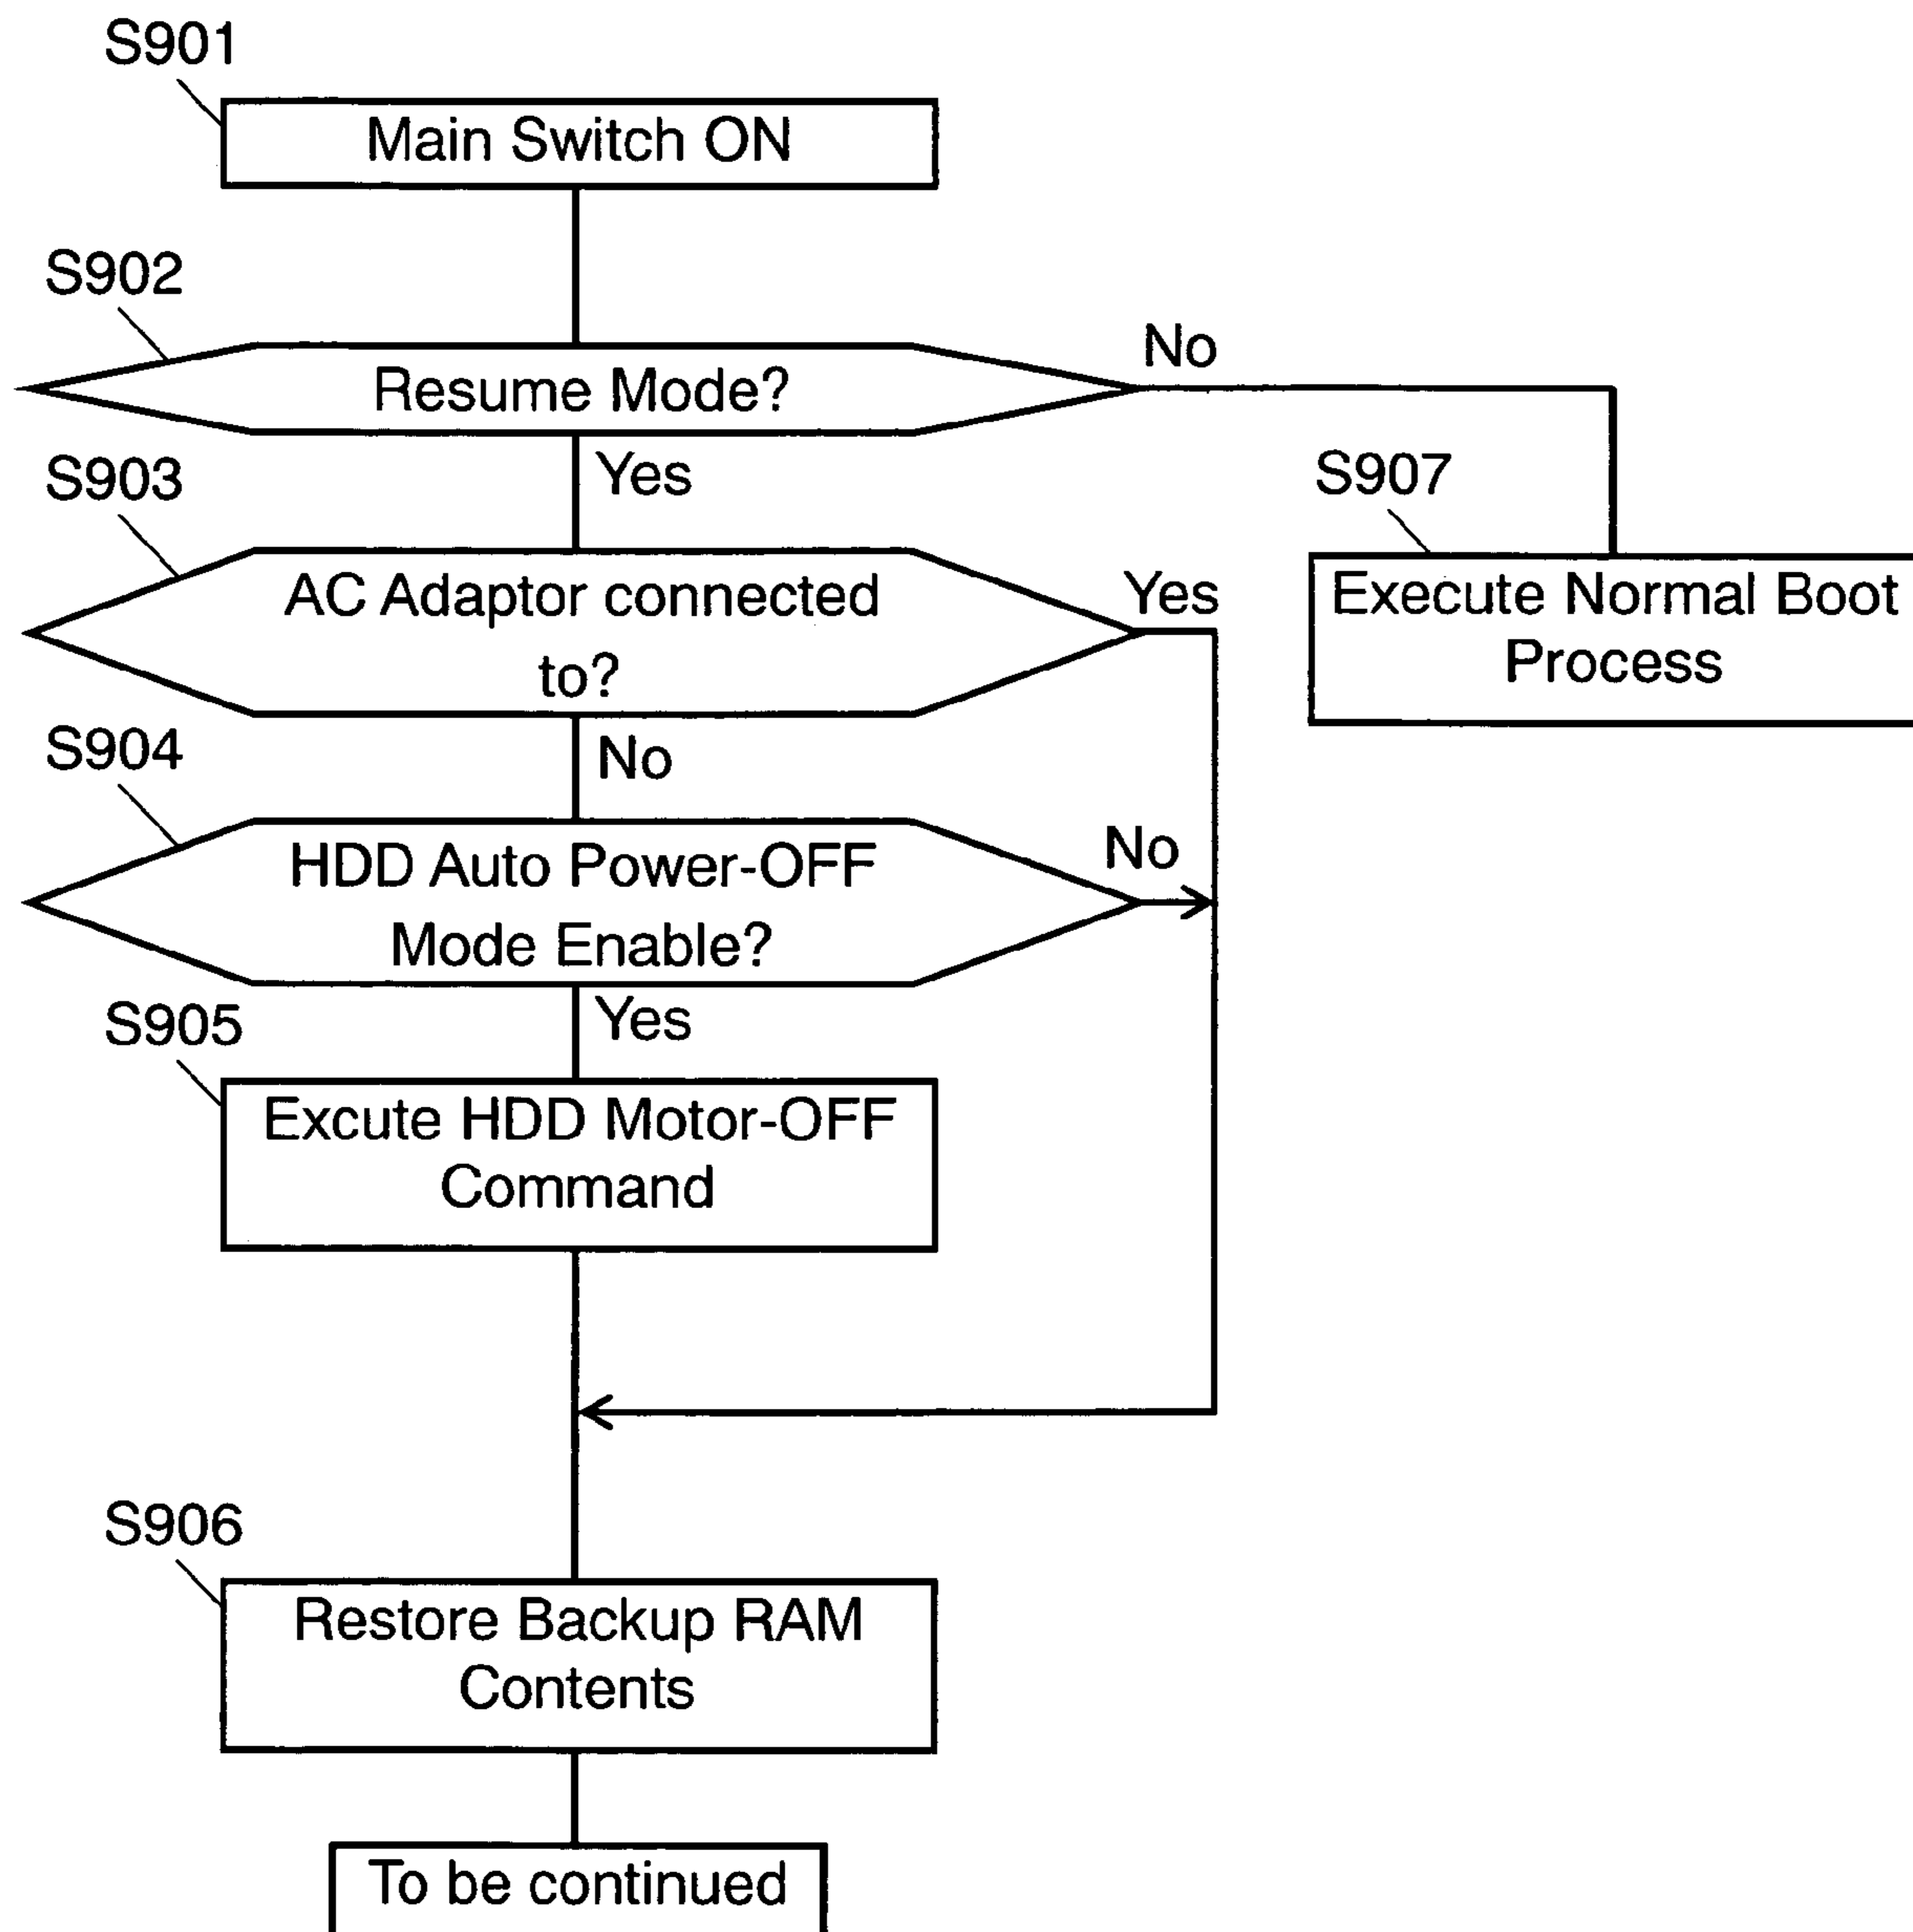 S901
Main Switch ON
S902
Resume Mode?
No
Yes
S903
AC Adaptor connected
to?
Yes
S907
Execute Normal Boot
Process
No
S904
HDD Auto Power-OFF
Mode Enable?
No
Yes
S905
Excute HDD Motor-OFF
Command
S906
Restore Backup RAM
Contents
To be continued